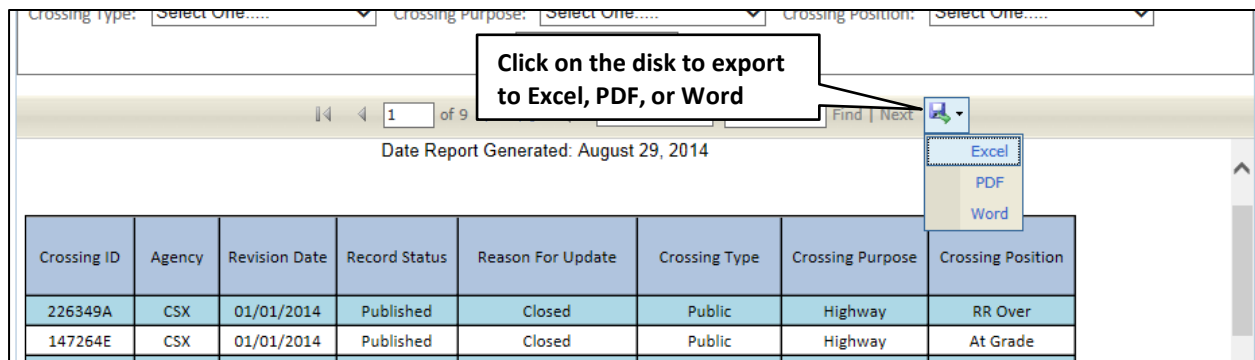 Crossing Type: Select One..... Crossing Purpose: Select One..... Crossing Position: Select One.....
Click on the disk to export
to Excel, PDF, or Word
1 of 9 Find | Next
Date Report Generated: August 29, 2014
Excel
PDF
Word
Crossing ID Agency Revision Date Record Status Reason For Update Crossing Type Crossing Purpose Crossing Position
226349A CSX 01/01/2014 Published Closed Public Highway RR Over
147264E CSX 01/01/2014 Published Closed Public Highway At Grade